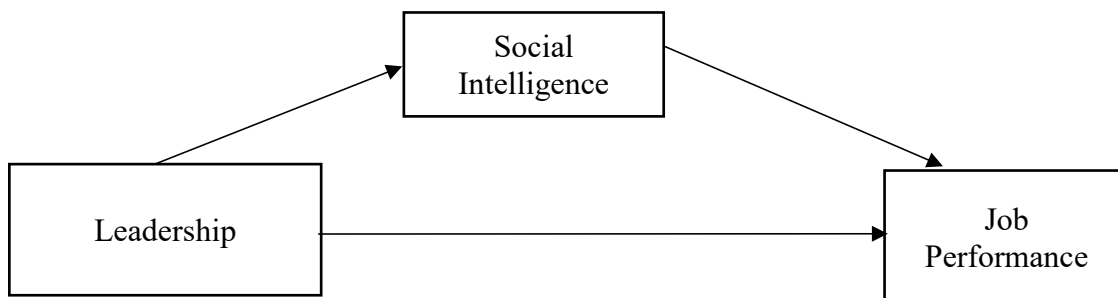 Social
Intelligence
Leadership
Job
Performance